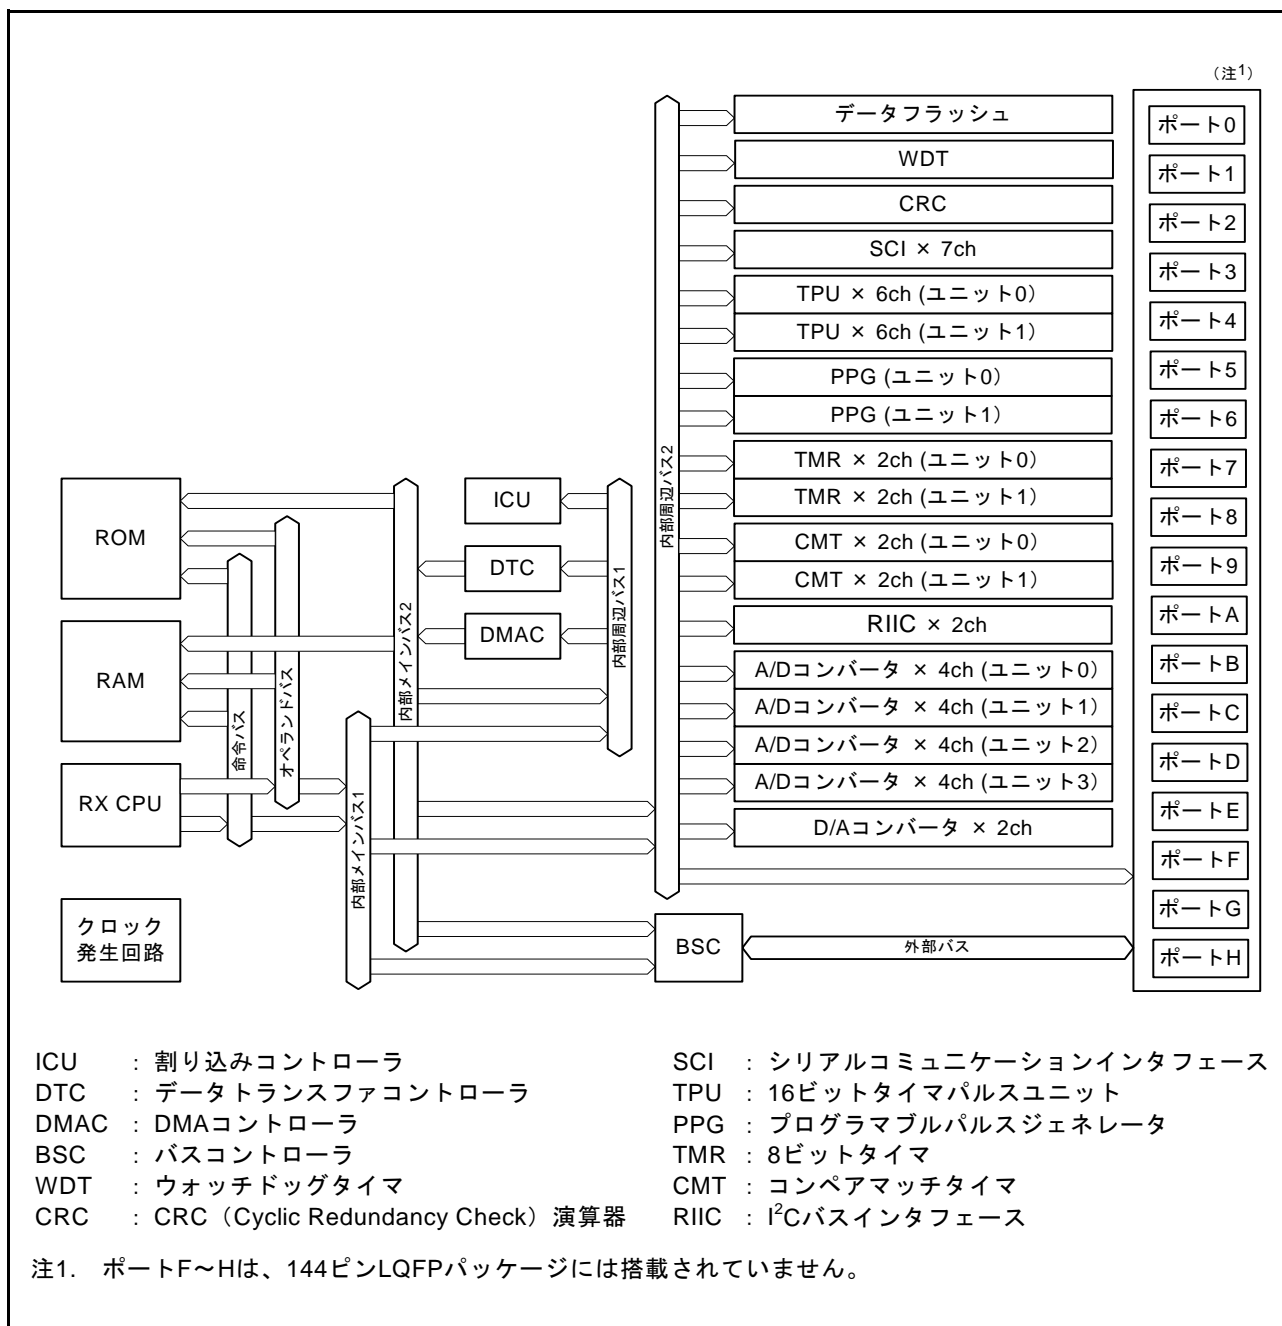 （注1）
データフラッシュ
WDT
CRC
SCI × 7ch
TPU × 6ch (ユニット0)
TPU × 6ch (ユニット1)
PPG (ユニット0)
PPG (ユニット1)
TMR × 2ch (ユニット0)
TMR × 2ch (ユニット1)
CMT × 2ch (ユニット0)
CMT × 2ch (ユニット1)
RIIC × 2ch
A/Dコンバータ × 4ch (ユニット0)
A/Dコンバータ × 4ch (ユニット1)
A/Dコンバータ × 4ch (ユニット2)
A/Dコンバータ × 4ch (ユニット3)
D/Aコンバータ × 2ch
ポート0
ポート1
ポート2
ポート3
ポート4
ポート5
ポート6
ポート7
ポート8
ポート9
ポートA
ポートB
ポートC
ポートD
ポートE
ポートF
ポートG
ポートH
ROM
RAM
RX CPU
クロック
発生回路
命令バス
オペランドバス
内部メインバス1
内部メインバス2
ICU
DTC
DMAC
内部周辺バス1
内部周辺バス2
BSC
外部バス
ICU ： 割り込みコントローラ
DTC ： データトランスファコントローラ
DMAC ： DMAコントローラ
BSC ： バスコントローラ
WDT ： ウォッチドッグタイマ
CRC ： CRC（Cyclic Redundancy Check）演算器
SCI ： シリアルコミュニケーションインタフェース
TPU ： 16ビットタイマパルスユニット
PPG ： プログラマブルパルスジェネレータ
TMR ： 8ビットタイマ
CMT ： コンペアマッチタイマ
RIIC ： I²Cバスインタフェース
注1. ポートF～Hは、144ピンLQFPパッケージには搭載されていません。